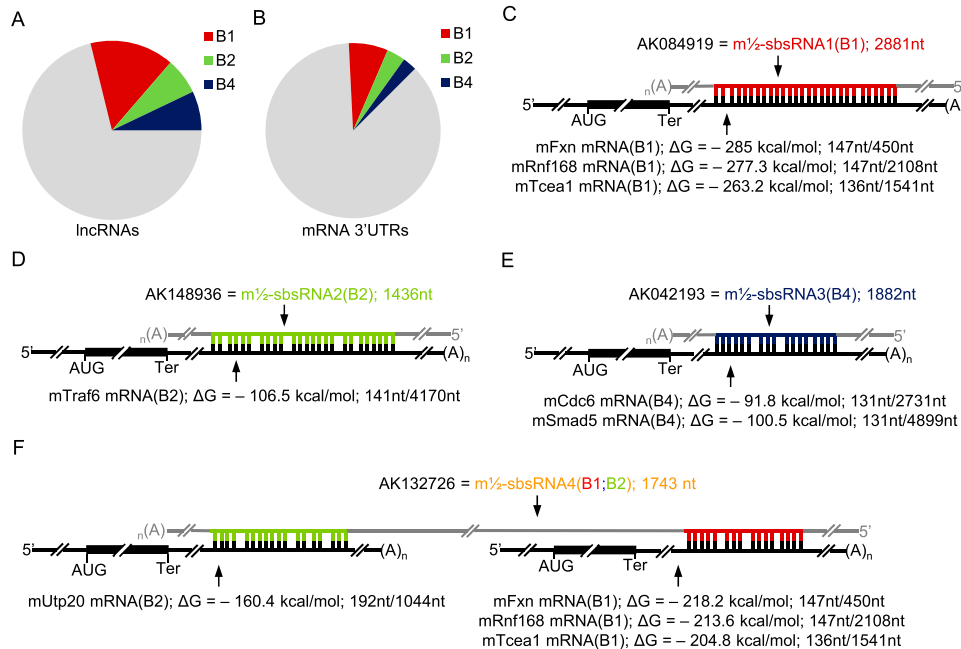 A
B1
B2
B4
lncRNAs
B
B1
B2
B4
mRNA 3'UTRs
C
AK084919 = m½-sbsRNA1(B1); 2881nt
n(A)
5'
5'
(A)
AUG
Ter
mFxn mRNA(B1); ΔG = – 285 kcal/mol; 147nt/450nt
mRnf168 mRNA(B1); ΔG = – 277.3 kcal/mol; 147nt/2108nt
mTcea1 mRNA(B1); ΔG = – 263.2 kcal/mol; 136nt/1541nt
D
AK148936 = m½-sbsRNA2(B2); 1436nt
n(A)
5'
5'
(A)n
AUG
Ter
mTraf6 mRNA(B2); ΔG = – 106.5 kcal/mol; 141nt/4170nt
E
AK042193 = m½-sbsRNA3(B4); 1882nt
n(A)
5'
5'
(A)n
AUG
Ter
mCdc6 mRNA(B4); ΔG = – 91.8 kcal/mol; 131nt/2731nt
mSmad5 mRNA(B4); ΔG = – 100.5 kcal/mol; 131nt/4899nt
F
AK132726 = m½-sbsRNA4(B1;B2); 1743 nt
n(A)
5'
5'
(A)n
AUG
Ter
mUtp20 mRNA(B2); ΔG = – 160.4 kcal/mol; 192nt/1044nt
5'
(A)n
AUG
Ter
mFxn mRNA(B1); ΔG = – 218.2 kcal/mol; 147nt/450nt
mRnf168 mRNA(B1); ΔG = – 213.6 kcal/mol; 147nt/2108nt
mTcea1 mRNA(B1); ΔG = – 204.8 kcal/mol; 136nt/1541nt